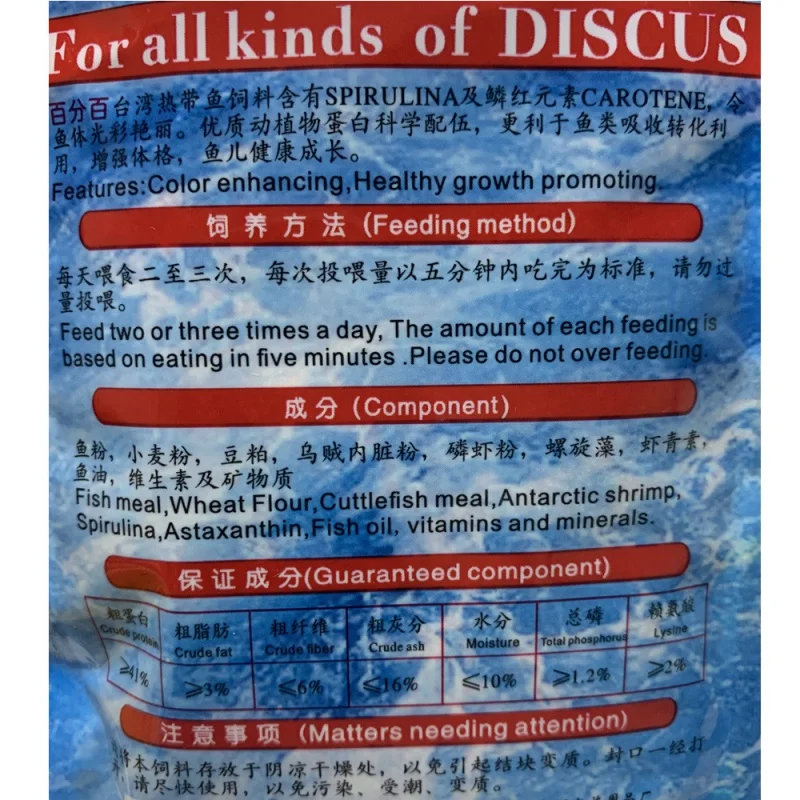 For all kinds of DISCUS
百分百台湾热带鱼饲料含有SPIRULINA及鳞红元素CAROTENE, 令
鱼体光彩艳丽。优质动植物蛋白科学配伍，更利于鱼类吸收转化利
用，增强体格，鱼儿健康成长。
Features:Color enhancing,Healthy growth promoting.
饲养方法 (Feeding method)
每天喂食二至三次，每次投喂量以五分钟内吃完为标准，请勿过
量投喂。
Feed two or three times a day, The amount of each feeding is
based on eating in five minutes .Please do not over feeding.
成分 (Component)
鱼粉，小麦粉，豆粕，乌贼内脏粉，磷虾粉，螺旋藻，虾青素，
鱼油，维生素及矿物质
Fish meal,Wheat Flour,Cuttlefish meal,Antarctic shrimp,
Spirulina,Astaxanthin,Fish oil, vitamins and minerals.
保证成分(Guaranteed component)
粗蛋白 粗脂肪 粗纤维 粗灰分 水分 总磷 赖氨酸
Crude protein Crude fat Crude fiber Crude ash Moisture Total phosphorus Lysine
≥41% ≥3% ≤6% ≤16% ≤10% ≥1.2% ≥2%
注意事项 (Matters needing attention)
将本饲料存放于阴凉干燥处，以免引起结块变质。封口一经打
请尽快使用，以免污染、受潮、变质。